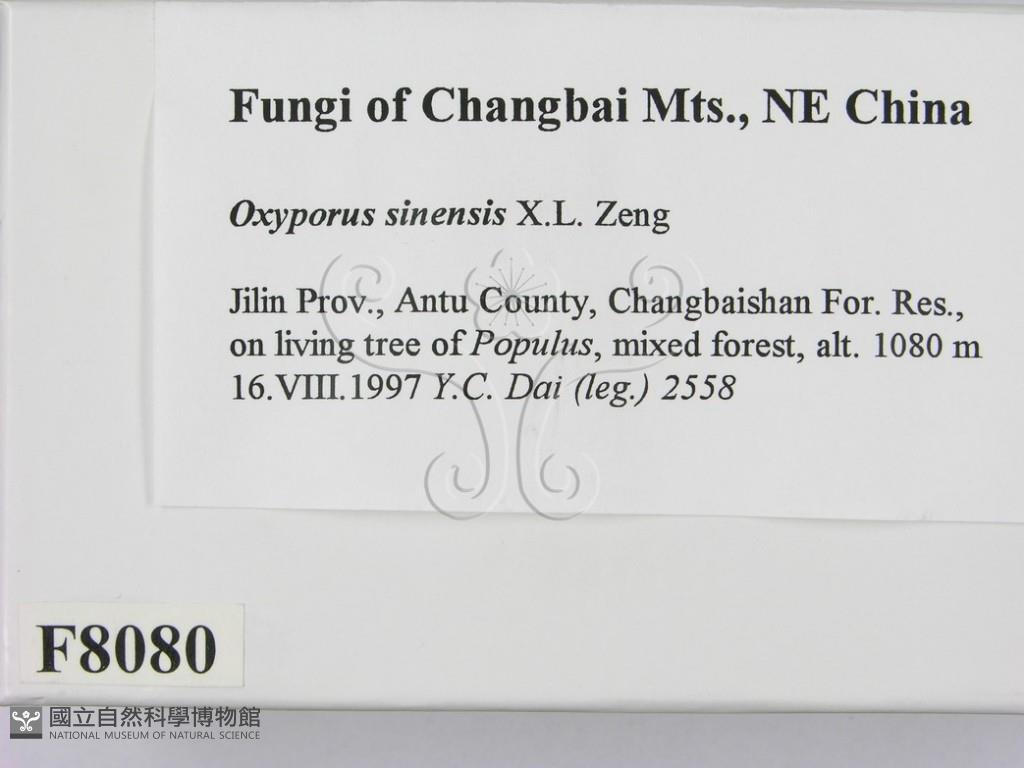 Fungi of Changbai Mts., NE China
Oxyporus sinensis X.L. Zeng
Jilin Prov., Antu County, Changbaishan For. Res.,
on living tree of Populus, mixed forest, alt. 1080 m
16.VIII.1997 Y.C. Dai (leg.) 2558
F8080
國立自然科學博物館
NATIONAL MUSEUM OF NATURAL SCIENCE